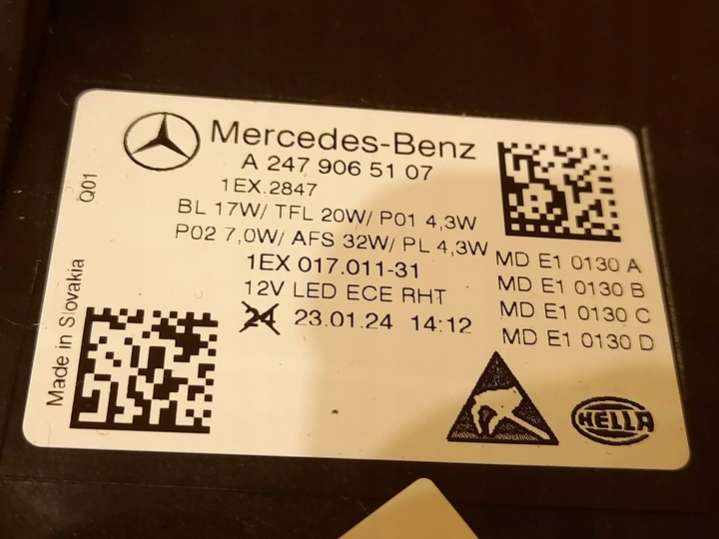 Mercedes-Benz
A 247 906 51 07
1EX.2847
BL 17W/ TFL 20W/ P01 4,3W
P02 7,0W/ AFS 32W/ PL 4,3W
1EX 017.011-31
12V LED ECE RHT
24 23.01.24 14:12
MD E1 0130 A
MD E1 0130 B
MD E1 0130 C
MD E1 0130 D
Made in Slovakia
Q01
HELLA